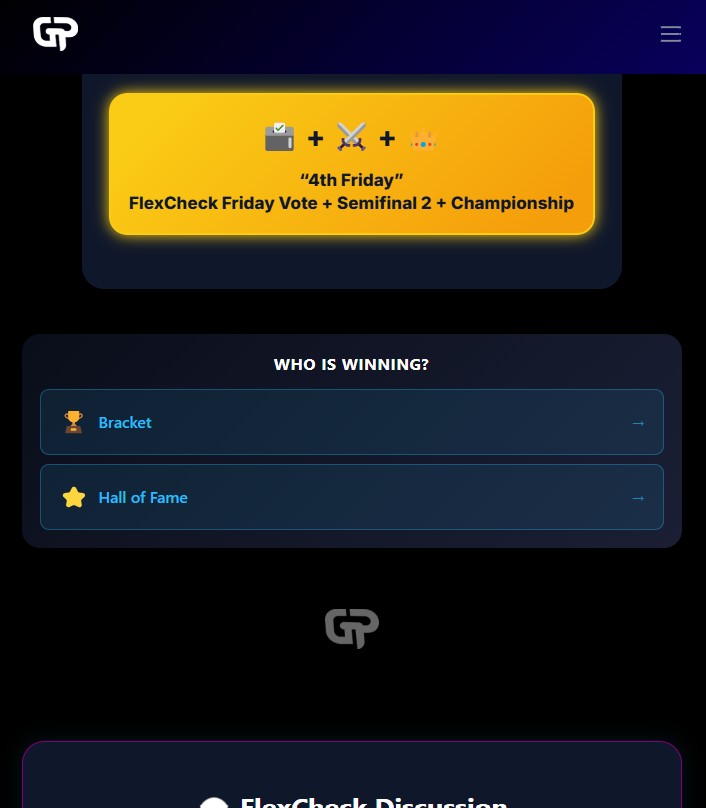 GP
+ +
“4th Friday”
FlexCheck Friday Vote + Semifinal 2 + Championship
WHO IS WINNING?
Bracket →
Hall of Fame →
GP
FlexCheck Discussion